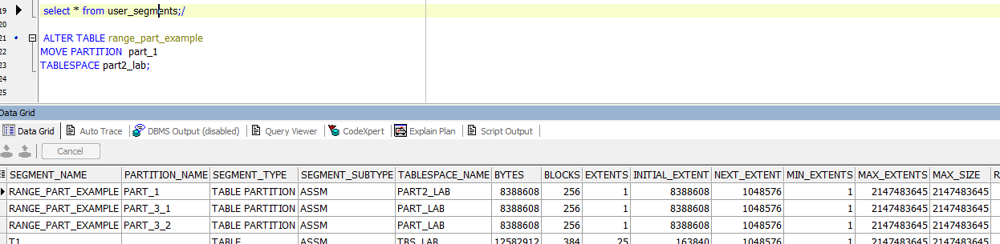 19 select * from user_segments;/
20
21 ALTER TABLE range_part_example
22 MOVE PARTITION part_1
23 TABLESPACE part2_lab;
24
25
Data Grid
Data Grid Auto Trace DBMS Output (disabled) Query Viewer CodeXpert Explain Plan Script Output
Cancel
SEGMENT_NAME PARTITION_NAME SEGMENT_TYPE SEGMENT_SUBTYPE TABLESPACE_NAME BYTES BLOCKS EXTENTS INITIAL_EXTENT NEXT_EXTENT MIN_EXTENTS MAX_EXTENTS MAX_SIZE R
RANGE_PART_EXAMPLE PART_1 TABLE PARTITION ASSM PART2_LAB 8388608 256 1 8388608 1048576 1 2147483645 2147483645
RANGE_PART_EXAMPLE PART_3_1 TABLE PARTITION ASSM PART_LAB 8388608 256 1 8388608 1048576 1 2147483645 2147483645
RANGE_PART_EXAMPLE PART_3_2 TABLE PARTITION ASSM PART_LAB 8388608 256 1 8388608 1048576 1 2147483645 2147483645
T1 TABLE ASSM TBS_LAB 12582912 384 25 163840 1048576 1 2147483645 2147483645